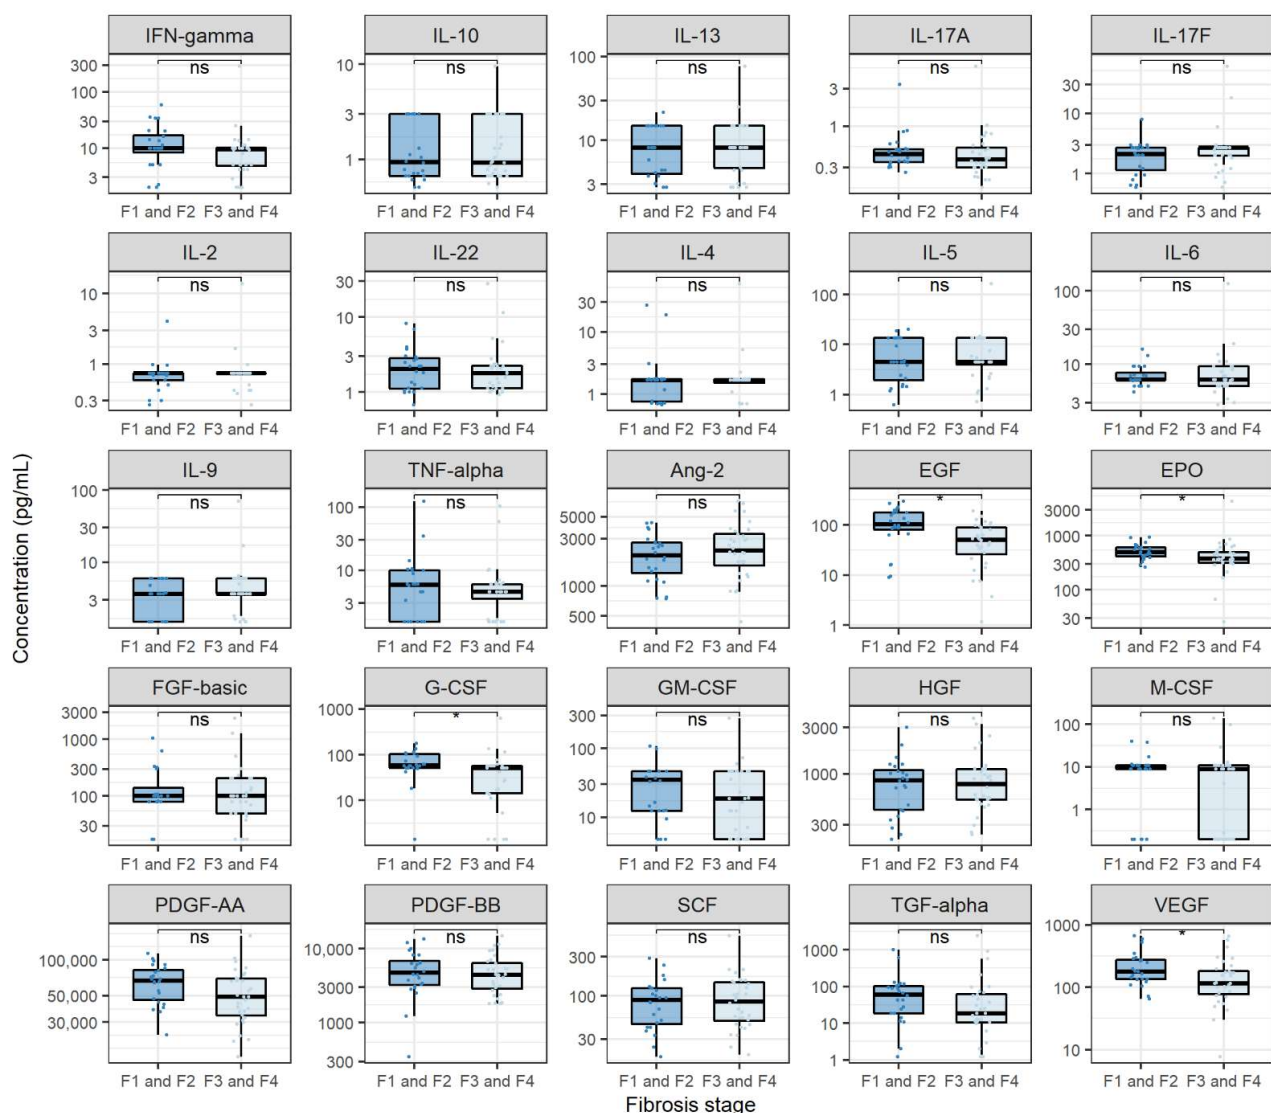 IFN-gamma IL-10 IL-13 IL-17A IL-17F
300 100 30 10 3 ns F1 and F2 F3 and F4
10 3 1 ns F1 and F2 F3 and F4
100 30 10 3 ns F1 and F2 F3 and F4
1 0.3 ns F1 and F2 F3 and F4
30 10 3 1 ns F1 and F2 F3 and F4
IL-2 IL-22 IL-4 IL-5 IL-6
10 3 1 0.3 ns F1 and F2 F3 and F4
30 10 3 1 ns F1 and F2 F3 and F4
30 10 3 1 ns F1 and F2 F3 and F4
100 10 1 ns F1 and F2 F3 and F4
100 30 10 3 ns F1 and F2 F3 and F4
Concentration (pg/mL)
IL-9 TNF-alpha Ang-2 EGF EPO
100 30 10 3 ns F1 and F2 F3 and F4
100 30 10 3 ns F1 and F2 F3 and F4
5000 3000 1000 500 ns F1 and F2 F3 and F4
100 10 1 * F1 and F2 F3 and F4
3000 1000 300 100 30 * F1 and F2 F3 and F4
FGF-basic G-CSF GM-CSF HGF M-CSF
3000 1000 300 100 30 ns F1 and F2 F3 and F4
1000 100 10 * F1 and F2 F3 and F4
300 100 30 10 ns F1 and F2 F3 and F4
3000 1000 300 ns F1 and F2 F3 and F4
100 10 1 ns F1 and F2 F3 and F4
PDGF-AA PDGF-BB SCF TGF-alpha VEGF
100,000 50,000 30,000 ns F1 and F2 F3 and F4
10,000 3000 1000 300 ns F1 and F2 F3 and F4
300 100 30 ns F1 and F2 F3 and F4
1000 100 10 1 ns F1 and F2 F3 and F4
1000 100 10 * F1 and F2 F3 and F4
Fibrosis stage